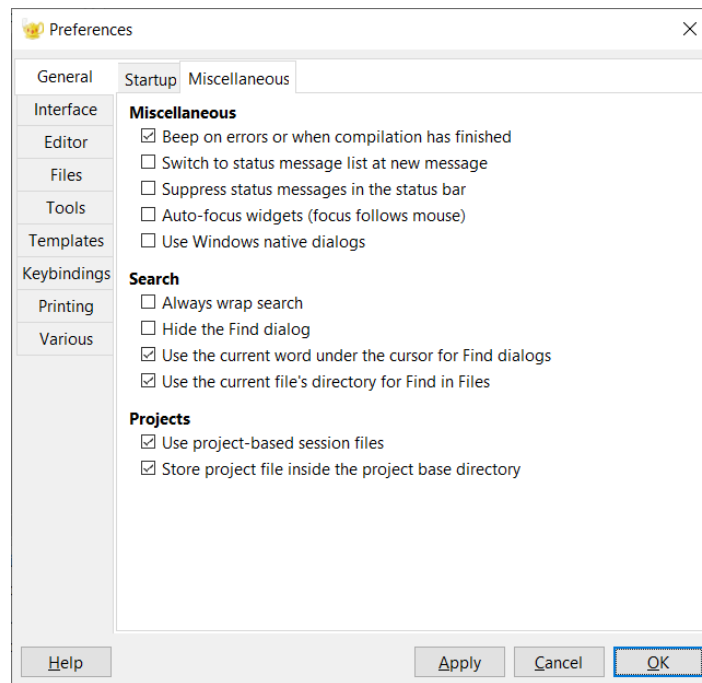 Preferences
General
Interface
Editor
Files
Tools
Templates
Keybindings
Printing
Various
Startup Miscellaneous
Miscellaneous
Beep on errors or when compilation has finished
Switch to status message list at new message
Suppress status messages in the status bar
Auto-focus widgets (focus follows mouse)
Use Windows native dialogs
Search
Always wrap search
Hide the Find dialog
Use the current word under the cursor for Find dialogs
Use the current file's directory for Find in Files
Projects
Use project-based session files
Store project file inside the project base directory
Help Apply Cancel OK